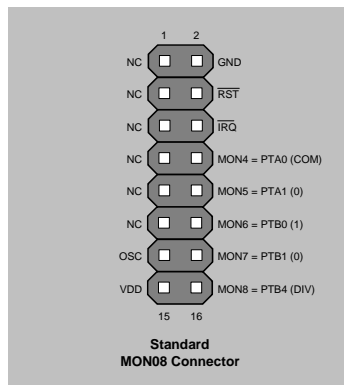 1 2
NC GND
NC RST
NC IRQ
NC MON4 = PTA0 (COM)
NC MON5 = PTA1 (0)
NC MON6 = PTB0 (1)
OSC MON7 = PTB1 (0)
VDD MON8 = PTB4 (DIV)
15 16
Standard
MON08 Connector